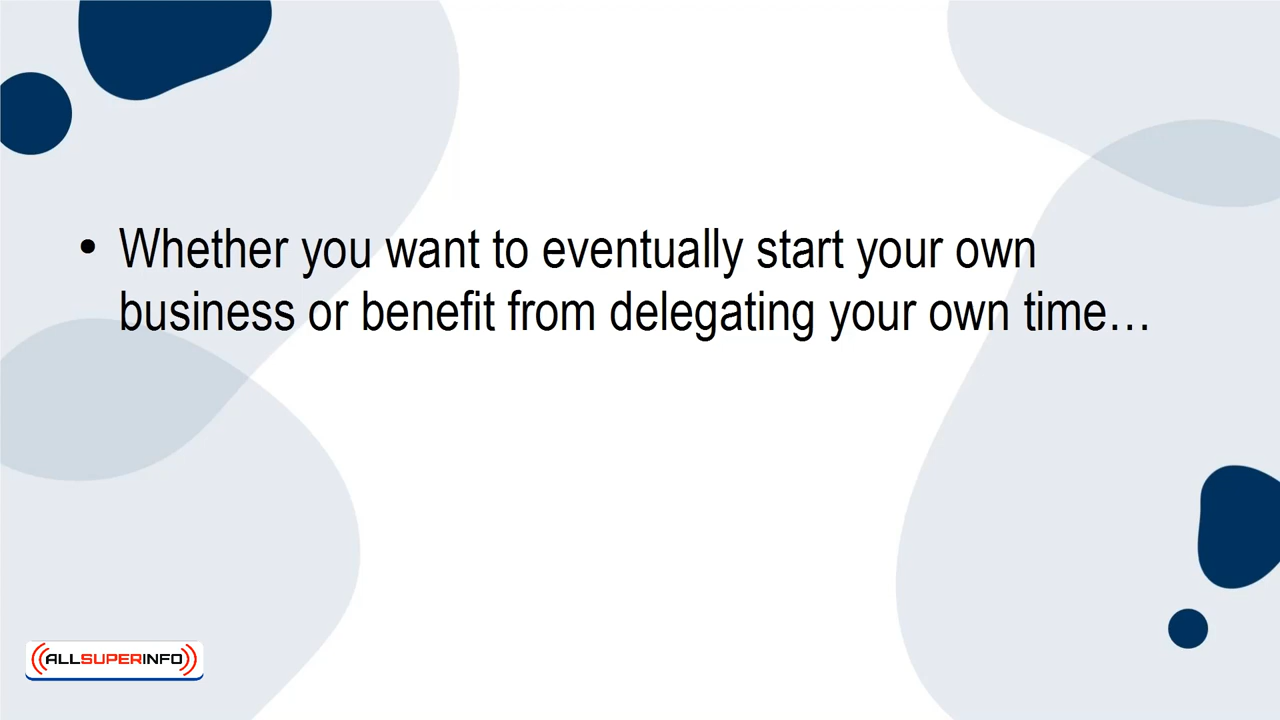 • Whether you want to eventually start your own
business or benefit from delegating your own time…
ALLSUPERINFO